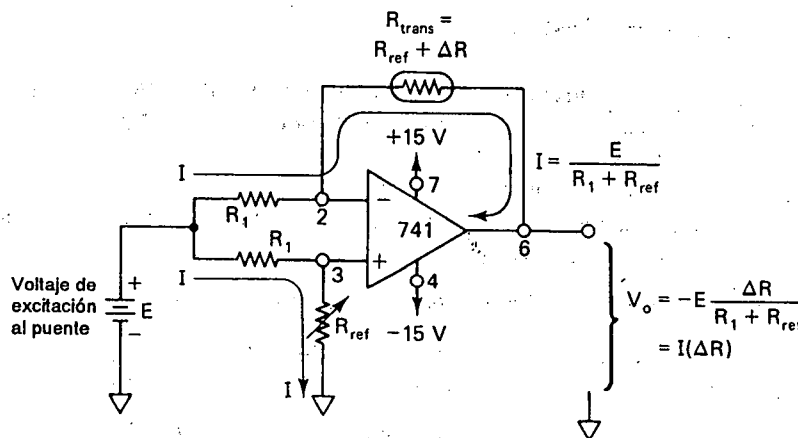 R_trans =
R_ref + ΔR
+15 V
I
I = E / (R_1 + R_ref)
7
R_1
2
−
741
R_1
3
+
6
I
4
Voltaje de
excitación
al puente
+
E
−
R_ref
−15 V
V_o = −E ΔR / (R_1 + R_ref
= I(ΔR)
I